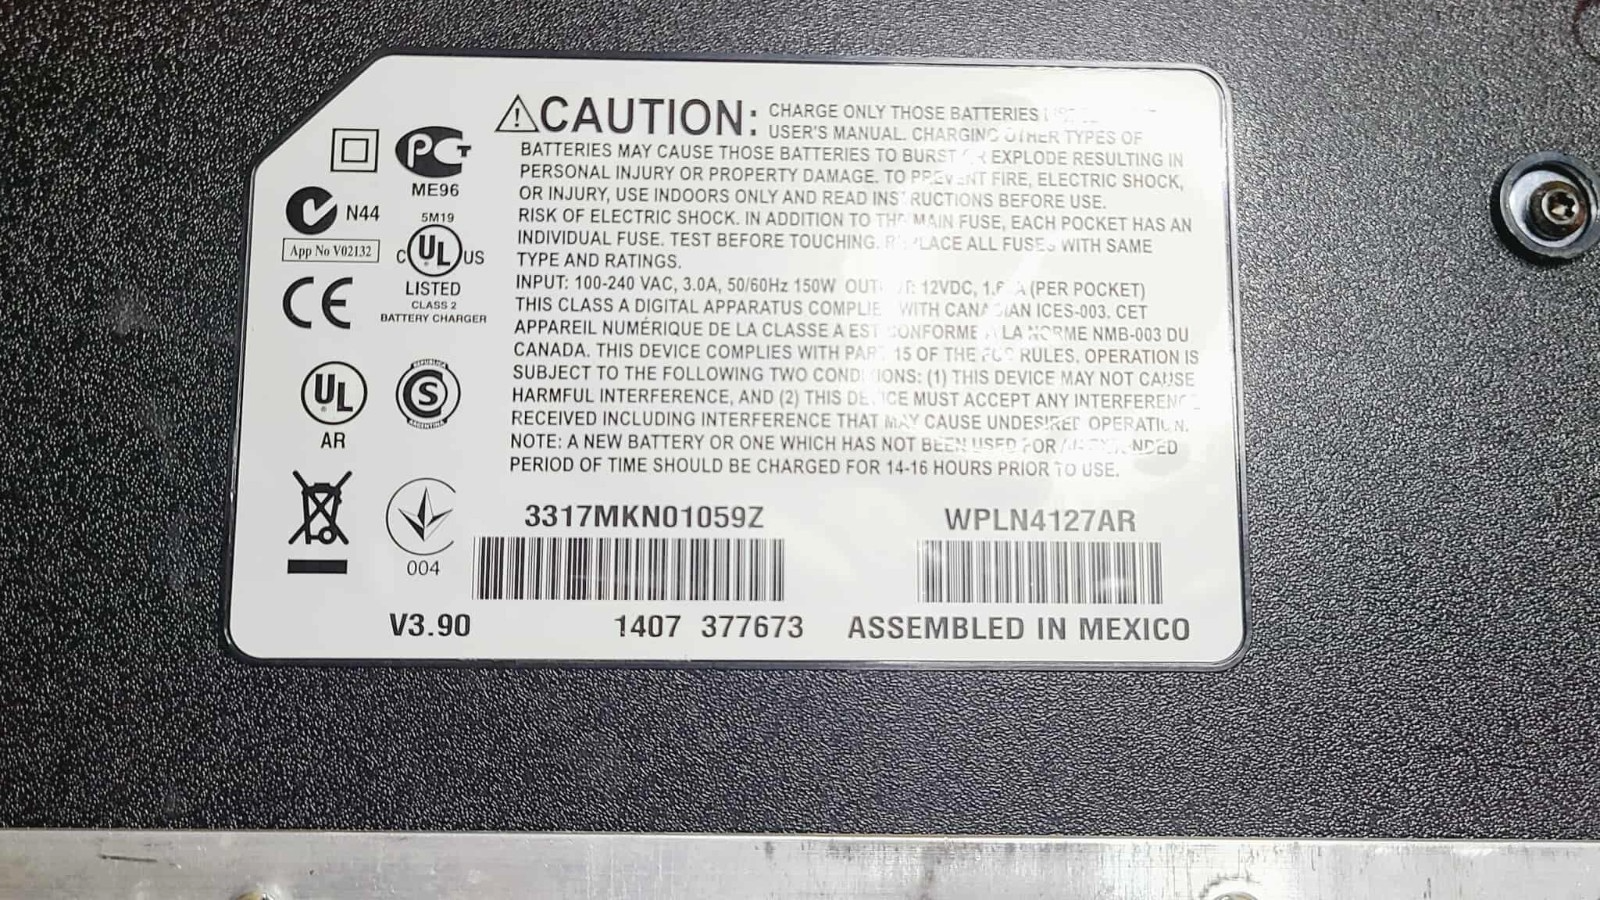 CAUTION: CHARGE ONLY THOSE BATTERIES
USER'S MANUAL. CHARGING OTHER TYPES OF
BATTERIES MAY CAUSE THOSE BATTERIES TO BURST OR EXPLODE RESULTING IN
PERSONAL INJURY OR PROPERTY DAMAGE. TO PREVENT FIRE, ELECTRIC SHOCK,
OR INJURY, USE INDOORS ONLY AND READ INSTRUCTIONS BEFORE USE.
RISK OF ELECTRIC SHOCK. IN ADDITION TO THE MAIN FUSE, EACH POCKET HAS AN
INDIVIDUAL FUSE. TEST BEFORE TOUCHING. REPLACE ALL FUSES WITH SAME
TYPE AND RATINGS.
INPUT: 100-240 VAC, 3.0A, 50/60Hz 150W 12VDC, (PER POCKET)
THIS CLASS A DIGITAL APPARATUS COMPLIES WITH CANADIAN ICES-003. CET
APPAREIL NUMÉRIQUE DE LA CLASSE A EST CONFORME À LA NORME NMB-003 DU
CANADA. THIS DEVICE COMPLIES WITH PART 15 OF THE FCC RULES. OPERATION IS
SUBJECT TO THE FOLLOWING TWO CONDITIONS: (1) THIS DEVICE MAY NOT CAUSE
HARMFUL INTERFERENCE, AND (2) THIS DEVICE MUST ACCEPT ANY INTERFERENCE
RECEIVED INCLUDING INTERFERENCE THAT MAY CAUSE UNDESIRED OPERATION.
NOTE: A NEW BATTERY OR ONE WHICH HAS NOT BEEN USED FOR AN EXTENDED
PERIOD OF TIME SHOULD BE CHARGED FOR 14-16 HOURS PRIOR TO USE.
PCT
ME96
N44
5M19
App No V02132
C UL US
LISTED
CLASS 2
BATTERY CHARGER
CE
UL
AR
REPUBLICA
S
ARGENTINA
004
3317MKN01059Z
WPLN4127AR
V3.90
1407 377673
ASSEMBLED IN MEXICO